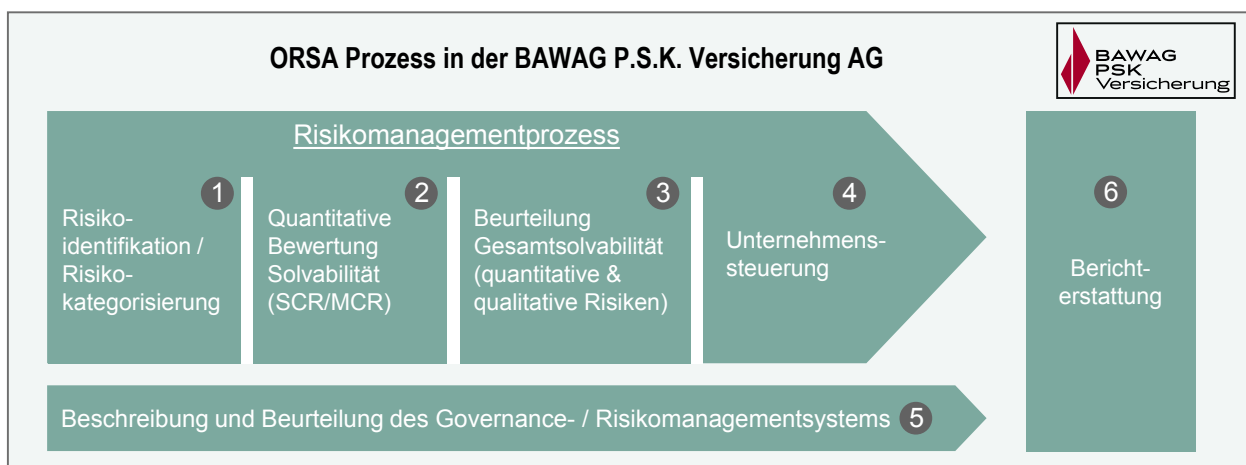 ORSA Prozess in der BAWAG P.S.K. Versicherung AG
BAWAG
PSK
Versicherung
Risikomanagementprozess
1
Risiko-
identifikation /
Risiko-
kategorisierung
2
Quantitative
Bewertung
Solvabilität
(SCR/MCR)
3
Beurteilung
Gesamtsolvabilität
(quantitative &
qualitative Risiken)
4
Unternehmens-
steuerung
Beschreibung und Beurteilung des Governance- / Risikomanagementsystems 5
6
Bericht-
erstattung